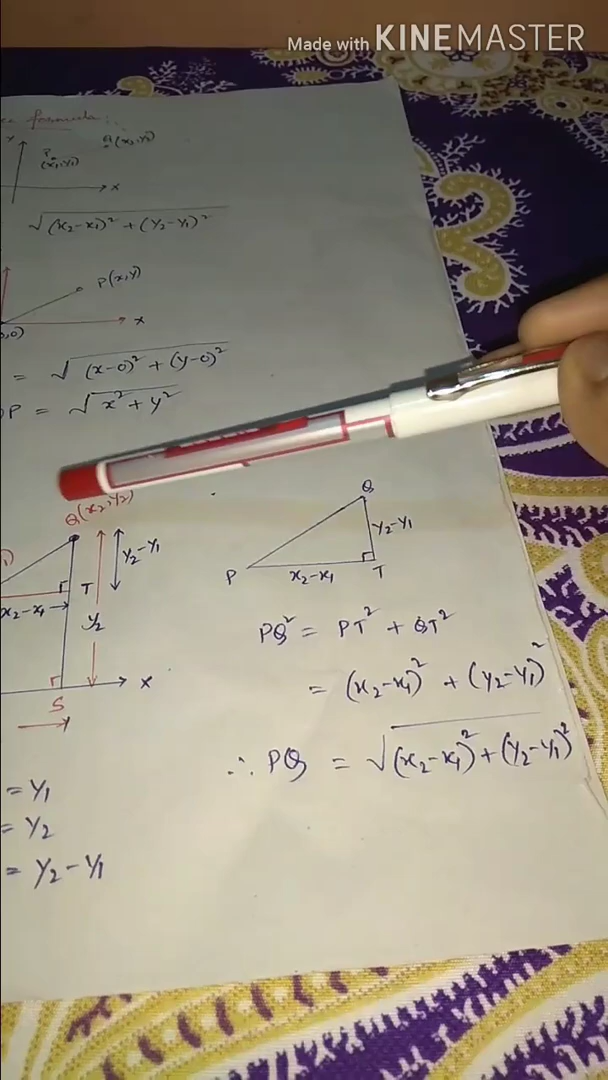 Made with KINEMASTER
formula:-
Y
Q(x2,y2)
P
(x1,y1)
X
√(x2-x1)² + (y2-y1)²
P(x,y)
X
0,0)
= √(x-0)² + (y-0)²
OP = √x² + y²
Q(x2,y2)
y2-y1
T
x2-x1
y2
X
S
Q
y2-y1
P
x2-x1
T
PQ² = PT² + QT²
= (x2-x1)² + (y2-y1)²
∴ PQ = √(x2-x1)² + (y2-y1)²
= y1
= y2
= y2 - y1